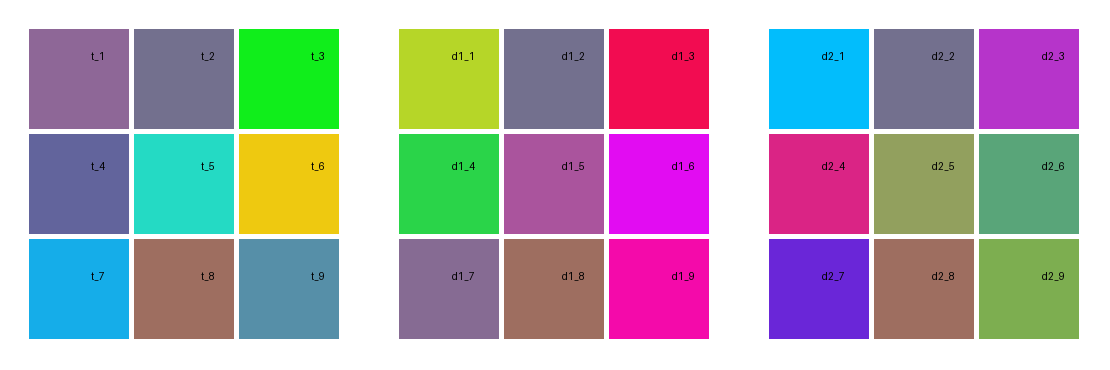 t_1 t_2 t_3 d1_1 d1_2 d1_3 d2_1 d2_2 d2_3
t_4 t_5 t_6 d1_4 d1_5 d1_6 d2_4 d2_5 d2_6
t_7 t_8 t_9 d1_7 d1_8 d1_9 d2_7 d2_8 d2_9